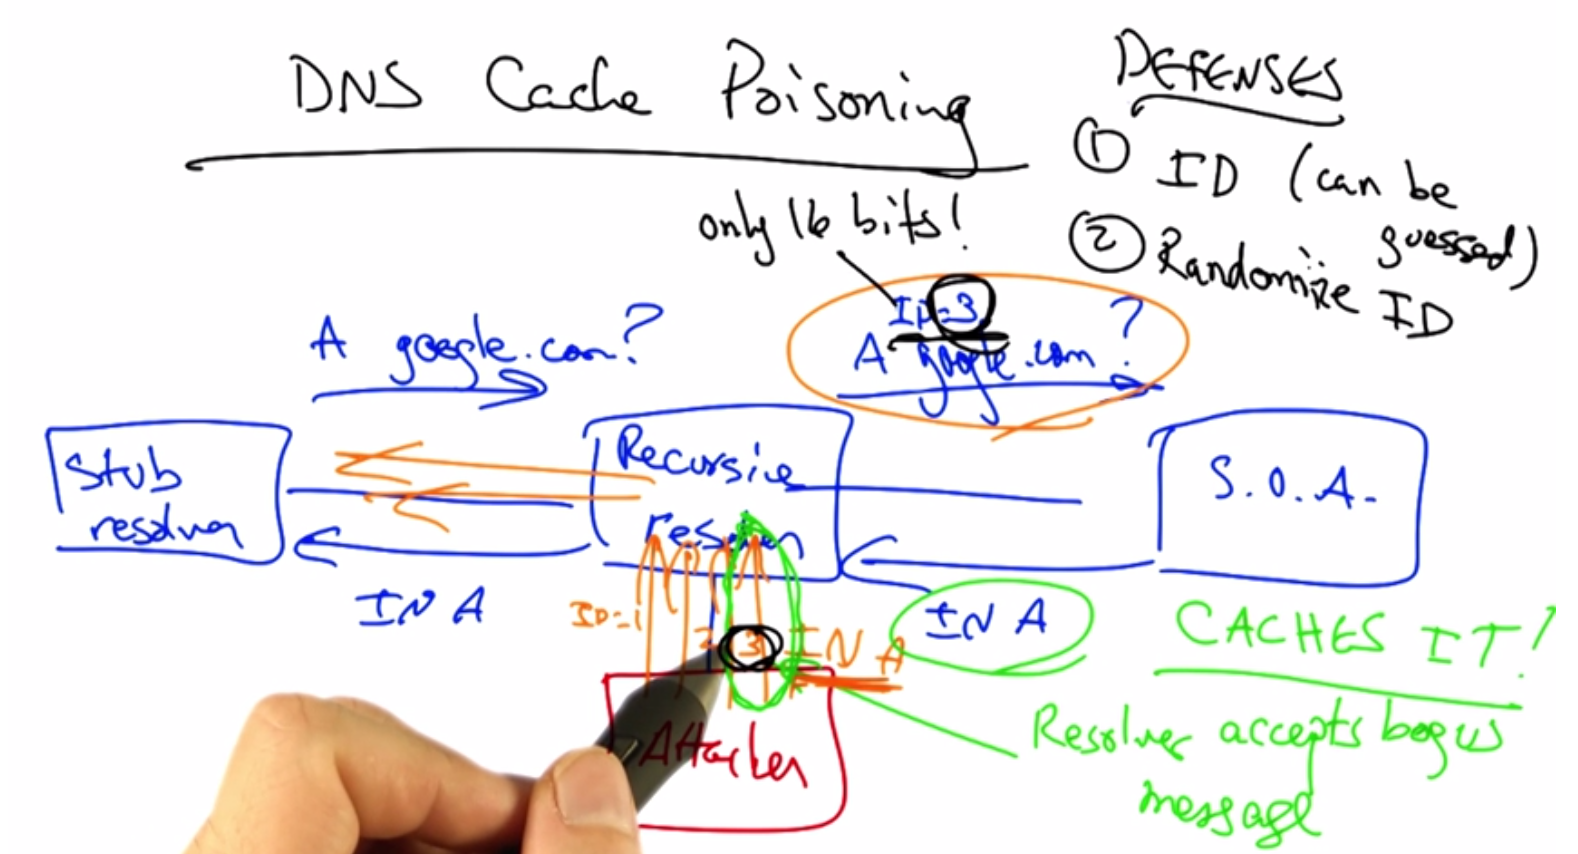 DNS Cache Poisoning
DEFENSES
① ID (can be
guessed)
② Randomize
ID
only 16 bits!
ID=3
A google.com?
A google.com?
Stub
resolver
Recursive
resolver
S.O.A.
IN A
ID=1
2
3
IN A
IN A
CACHES IT!
Attacker
Resolver accepts bogus
message